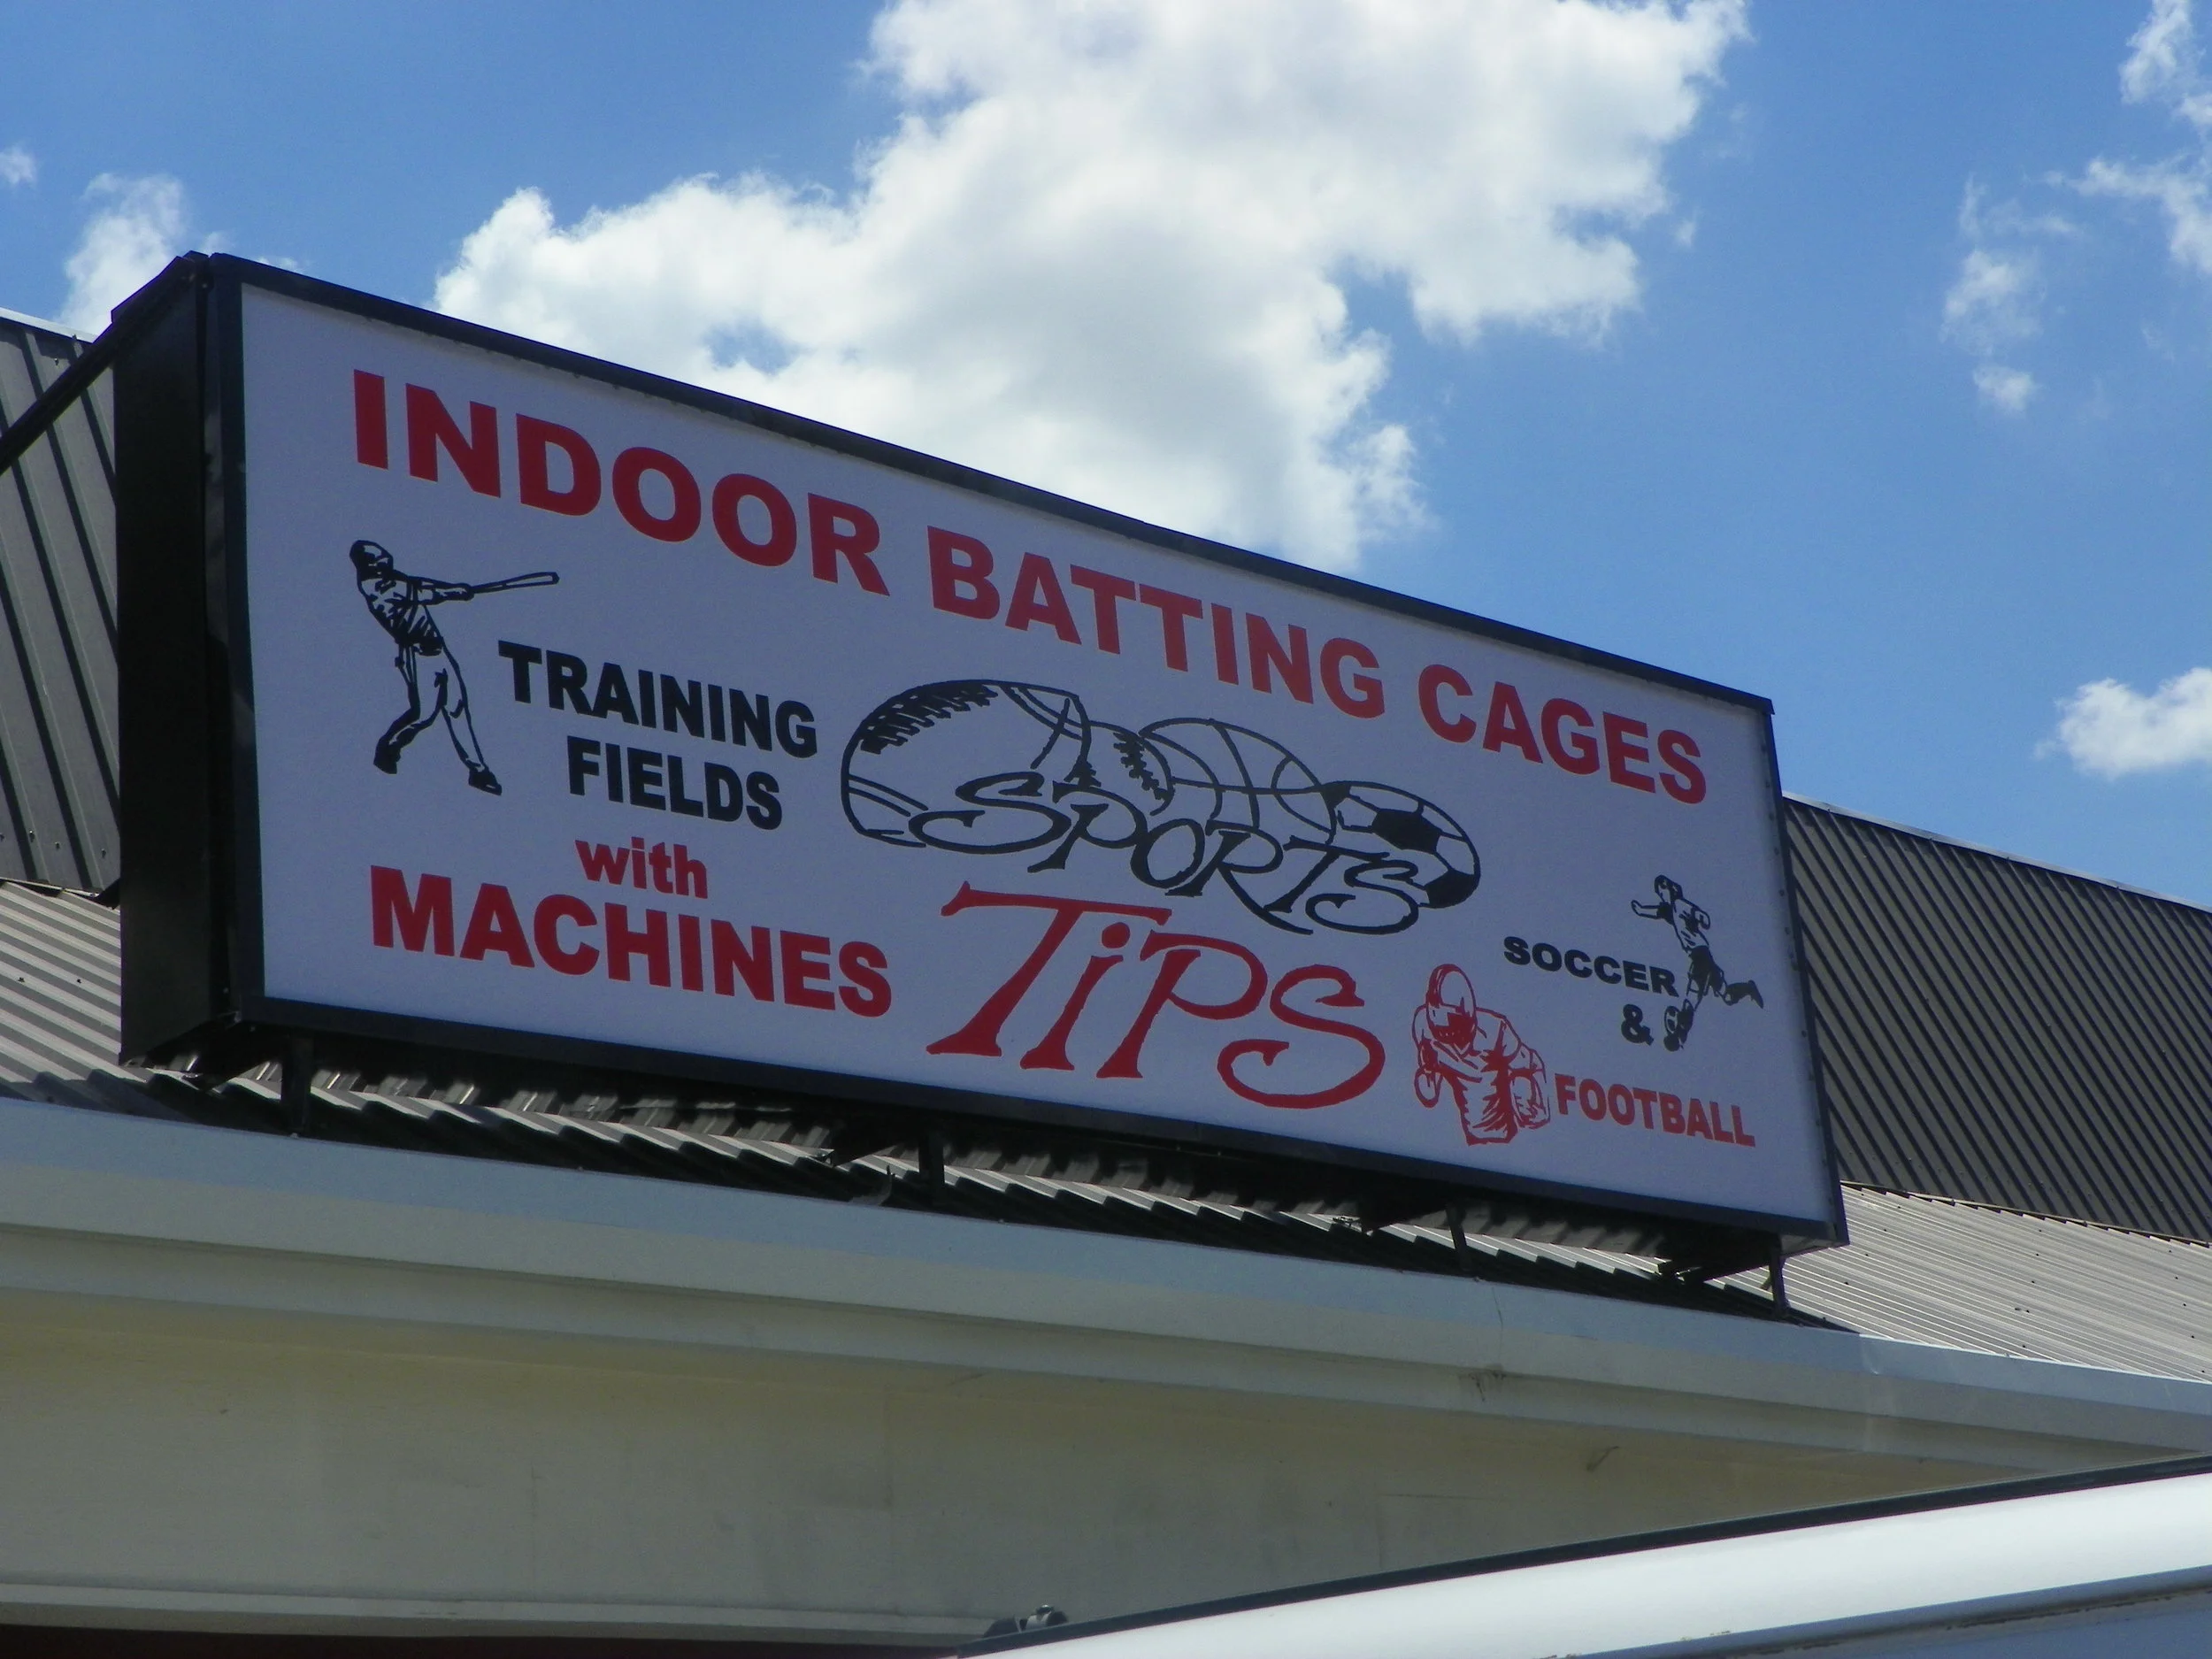 INDOOR BATTING CAGES
TRAINING
FIELDS
with
MACHINES
SPORTS
TiPS
SOCCER
&
FOOTBALL